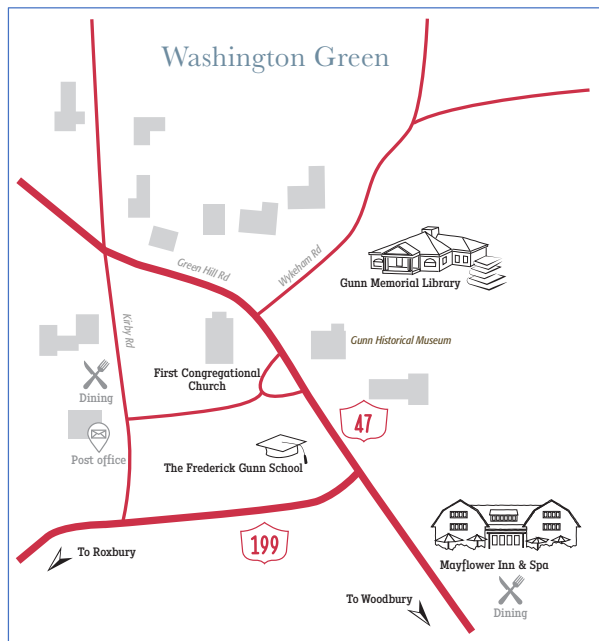 Washington Green
Green Hill Rd
Wykeham Rd
Gunn Memorial Library
Kirby Rd
Gunn Historical Museum
First Congregational
Church
Dining
47
Post office
The Frederick Gunn School
199
To Roxbury
Mayflower Inn & Spa
To Woodbury
Dining